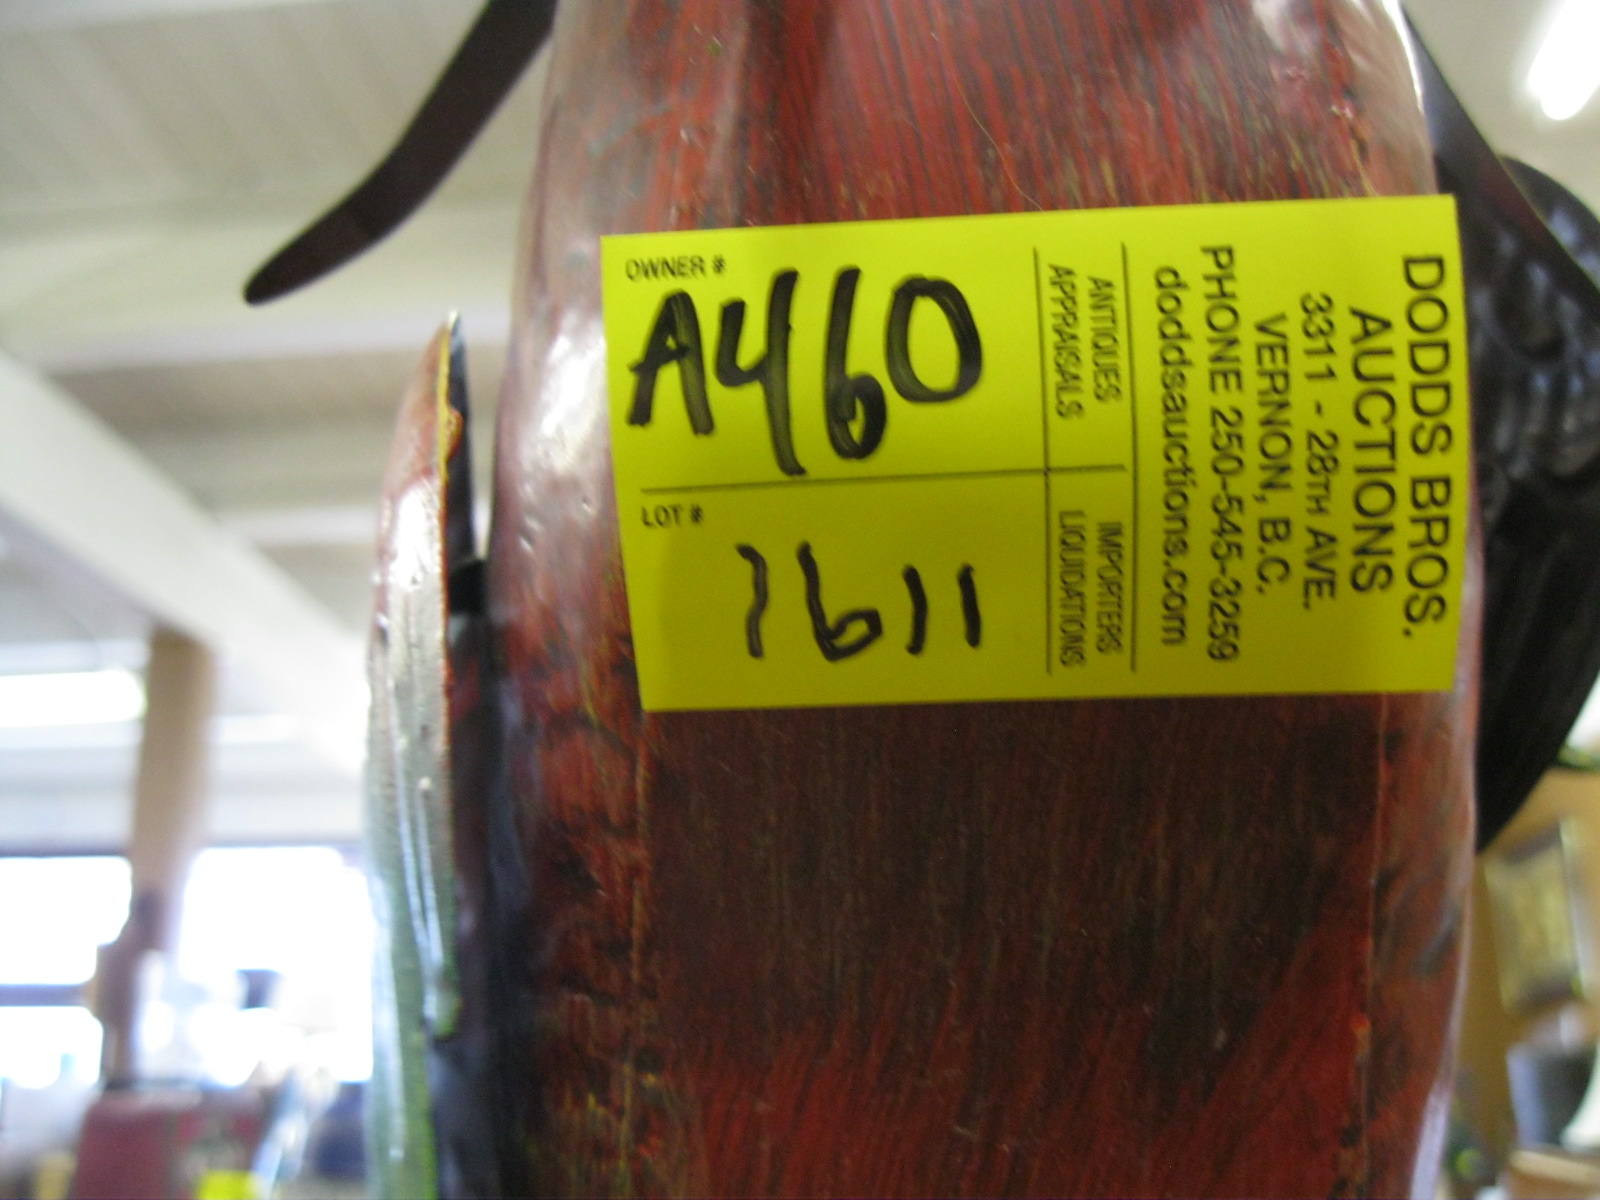 OWNER #
A460
LOT #
1611
ANTIQUES
APPRAISALS
IMPORTERS
LIQUIDATIONS
DODDS BROS.
AUCTIONS
3311 - 28TH AVE.
VERNON, B.C.
PHONE 250-545-3259
doddsauctions.com